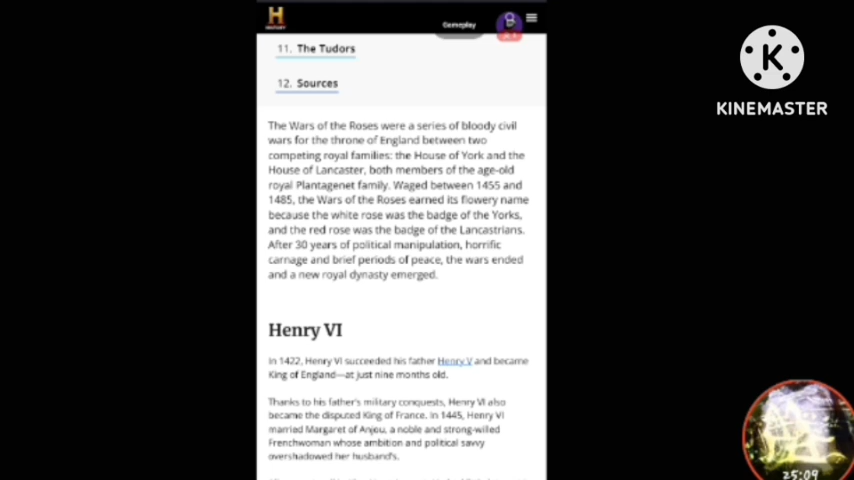 H
HISTORY
Gameplay
11. The Tudors
12. Sources
K
KINEMASTER
The Wars of the Roses were a series of bloody civil
wars for the throne of England between two
competing royal families: the House of York and the
House of Lancaster, both members of the age-old
royal Plantagenet family. Waged between 1455 and
1485, the Wars of the Roses earned its flowery name
because the white rose was the badge of the Yorks,
and the red rose was the badge of the Lancastrians.
After 30 years of political manipulation, horrific
carnage and brief periods of peace, the wars ended
and a new royal dynasty emerged.
Henry VI
In 1422, Henry VI succeeded his father Henry V and became
King of England—at just nine months old.
Thanks to his father's military conquests, Henry VI also
became the disputed King of France. In 1445, Henry VI
married Margaret of Anjou, a noble and strong-willed
Frenchwoman whose ambition and political savvy
overshadowed her husband's.
25:09